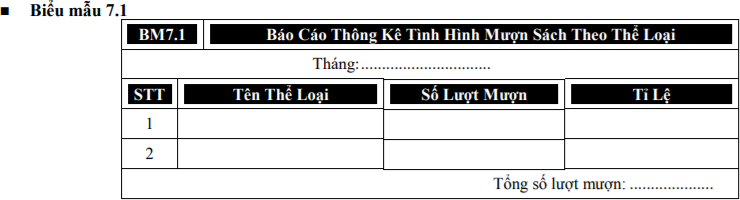 ▪ Biểu mẫu 7.1
BM7.1 Báo Cáo Thông Kê Tình Hình Mượn Sách Theo Thể Loại
Tháng:...............................
STT Tên Thể Loại Số Lượt Mượn Tỉ Lệ
1
2
Tổng số lượt mượn: ....................